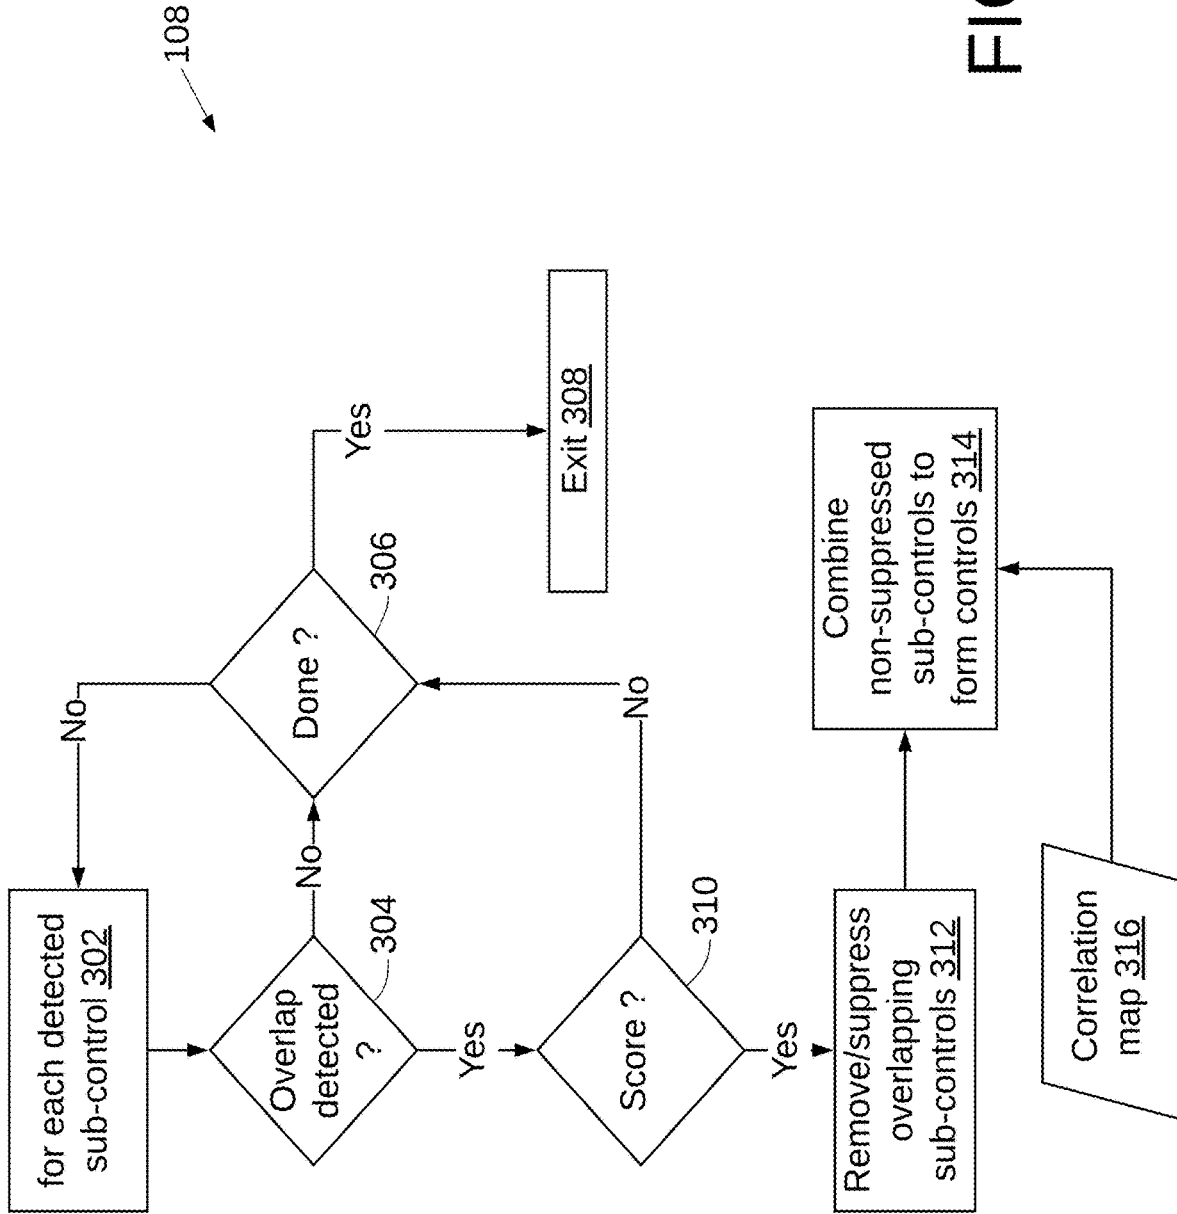 108
for each detected
sub-control 302
No
Overlap
detected
?
304
No
Done ?
306
Yes
Exit 308
Yes
Score ?
310
No
Yes
Remove/suppress
overlapping
sub-controls 312
Combine
non-suppressed
sub-controls to
form controls 314
Correlation
map 316